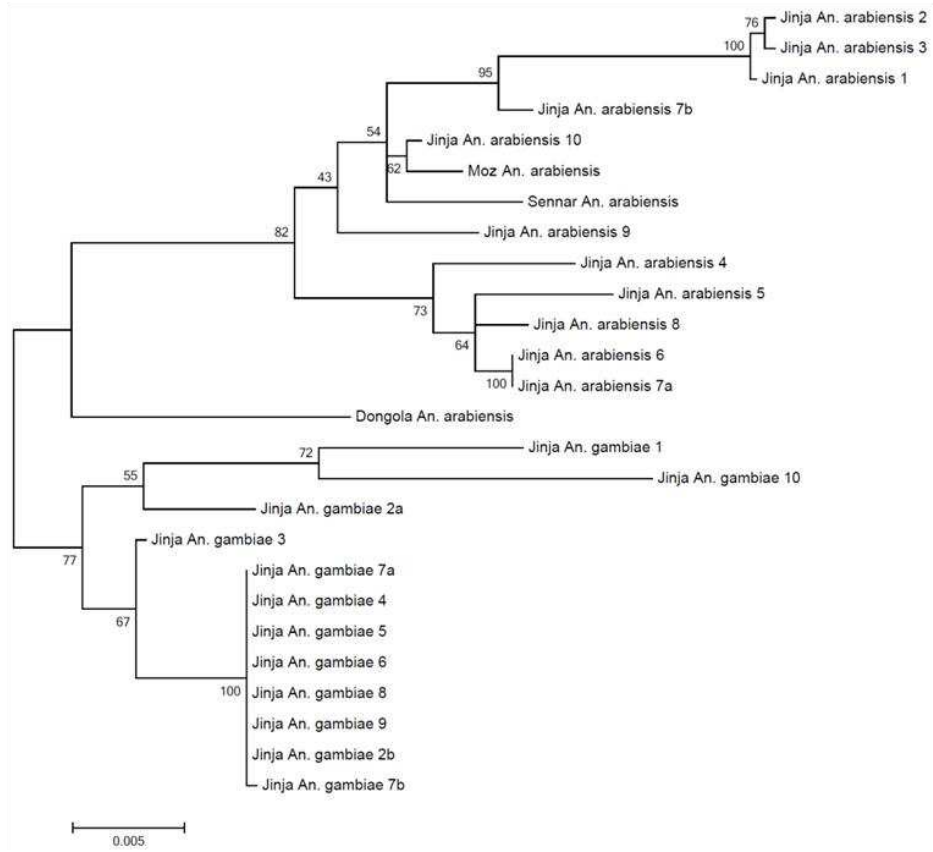 Jinja An. arabiensis 2
76
Jinja An. arabiensis 3
100
Jinja An. arabiensis 1
95
Jinja An. arabiensis 7b
54
Jinja An. arabiensis 10
62
Moz An. arabiensis
43
Sennar An. arabiensis
82
Jinja An. arabiensis 9
Jinja An. arabiensis 4
73
Jinja An. arabiensis 5
Jinja An. arabiensis 8
64
Jinja An. arabiensis 6
100
Jinja An. arabiensis 7a
Dongola An. arabiensis
Jinja An. gambiae 1
72
55
Jinja An. gambiae 10
Jinja An. gambiae 2a
77
Jinja An. gambiae 3
Jinja An. gambiae 7a
Jinja An. gambiae 4
67
Jinja An. gambiae 5
Jinja An. gambiae 6
100
Jinja An. gambiae 8
Jinja An. gambiae 9
Jinja An. gambiae 2b
Jinja An. gambiae 7b
0.005